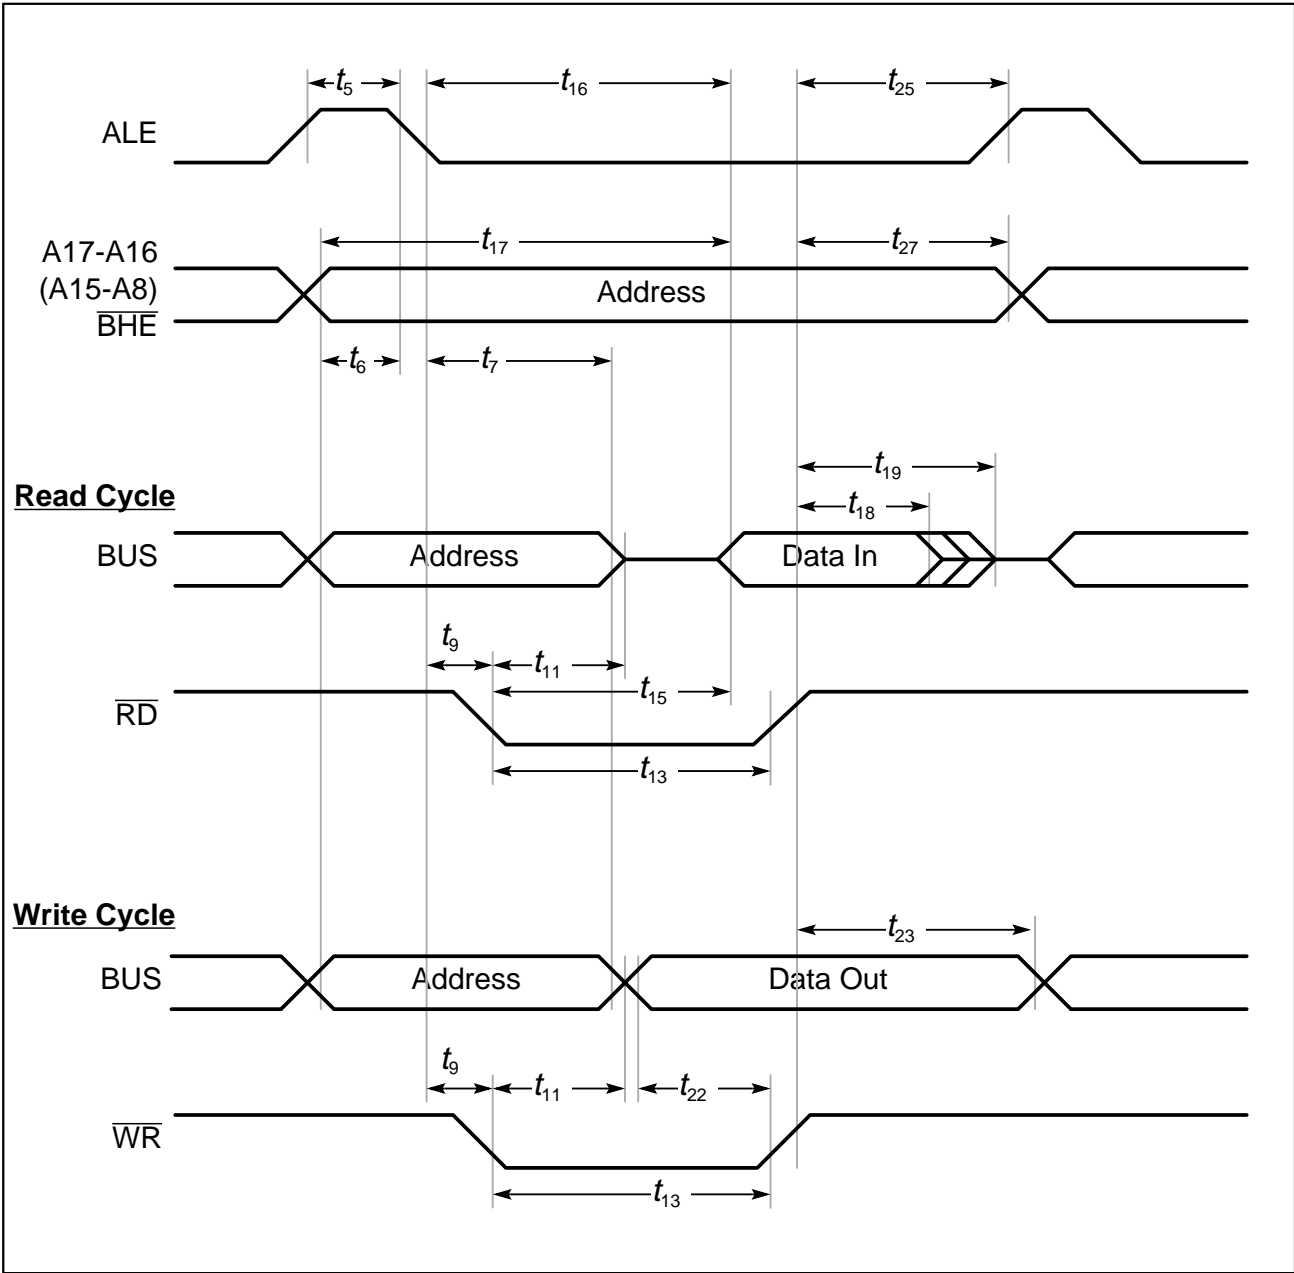 t5 t16 t25
ALE
t17 t27
A17-A16
(A15-A8)
BHE
Address
t6 t7
t19
Read Cycle
t18
BUS
Address
Data In
t9 t11
t15
RD
t13
Write Cycle
t23
BUS
Address
Data Out
t9 t11 t22
WR
t13